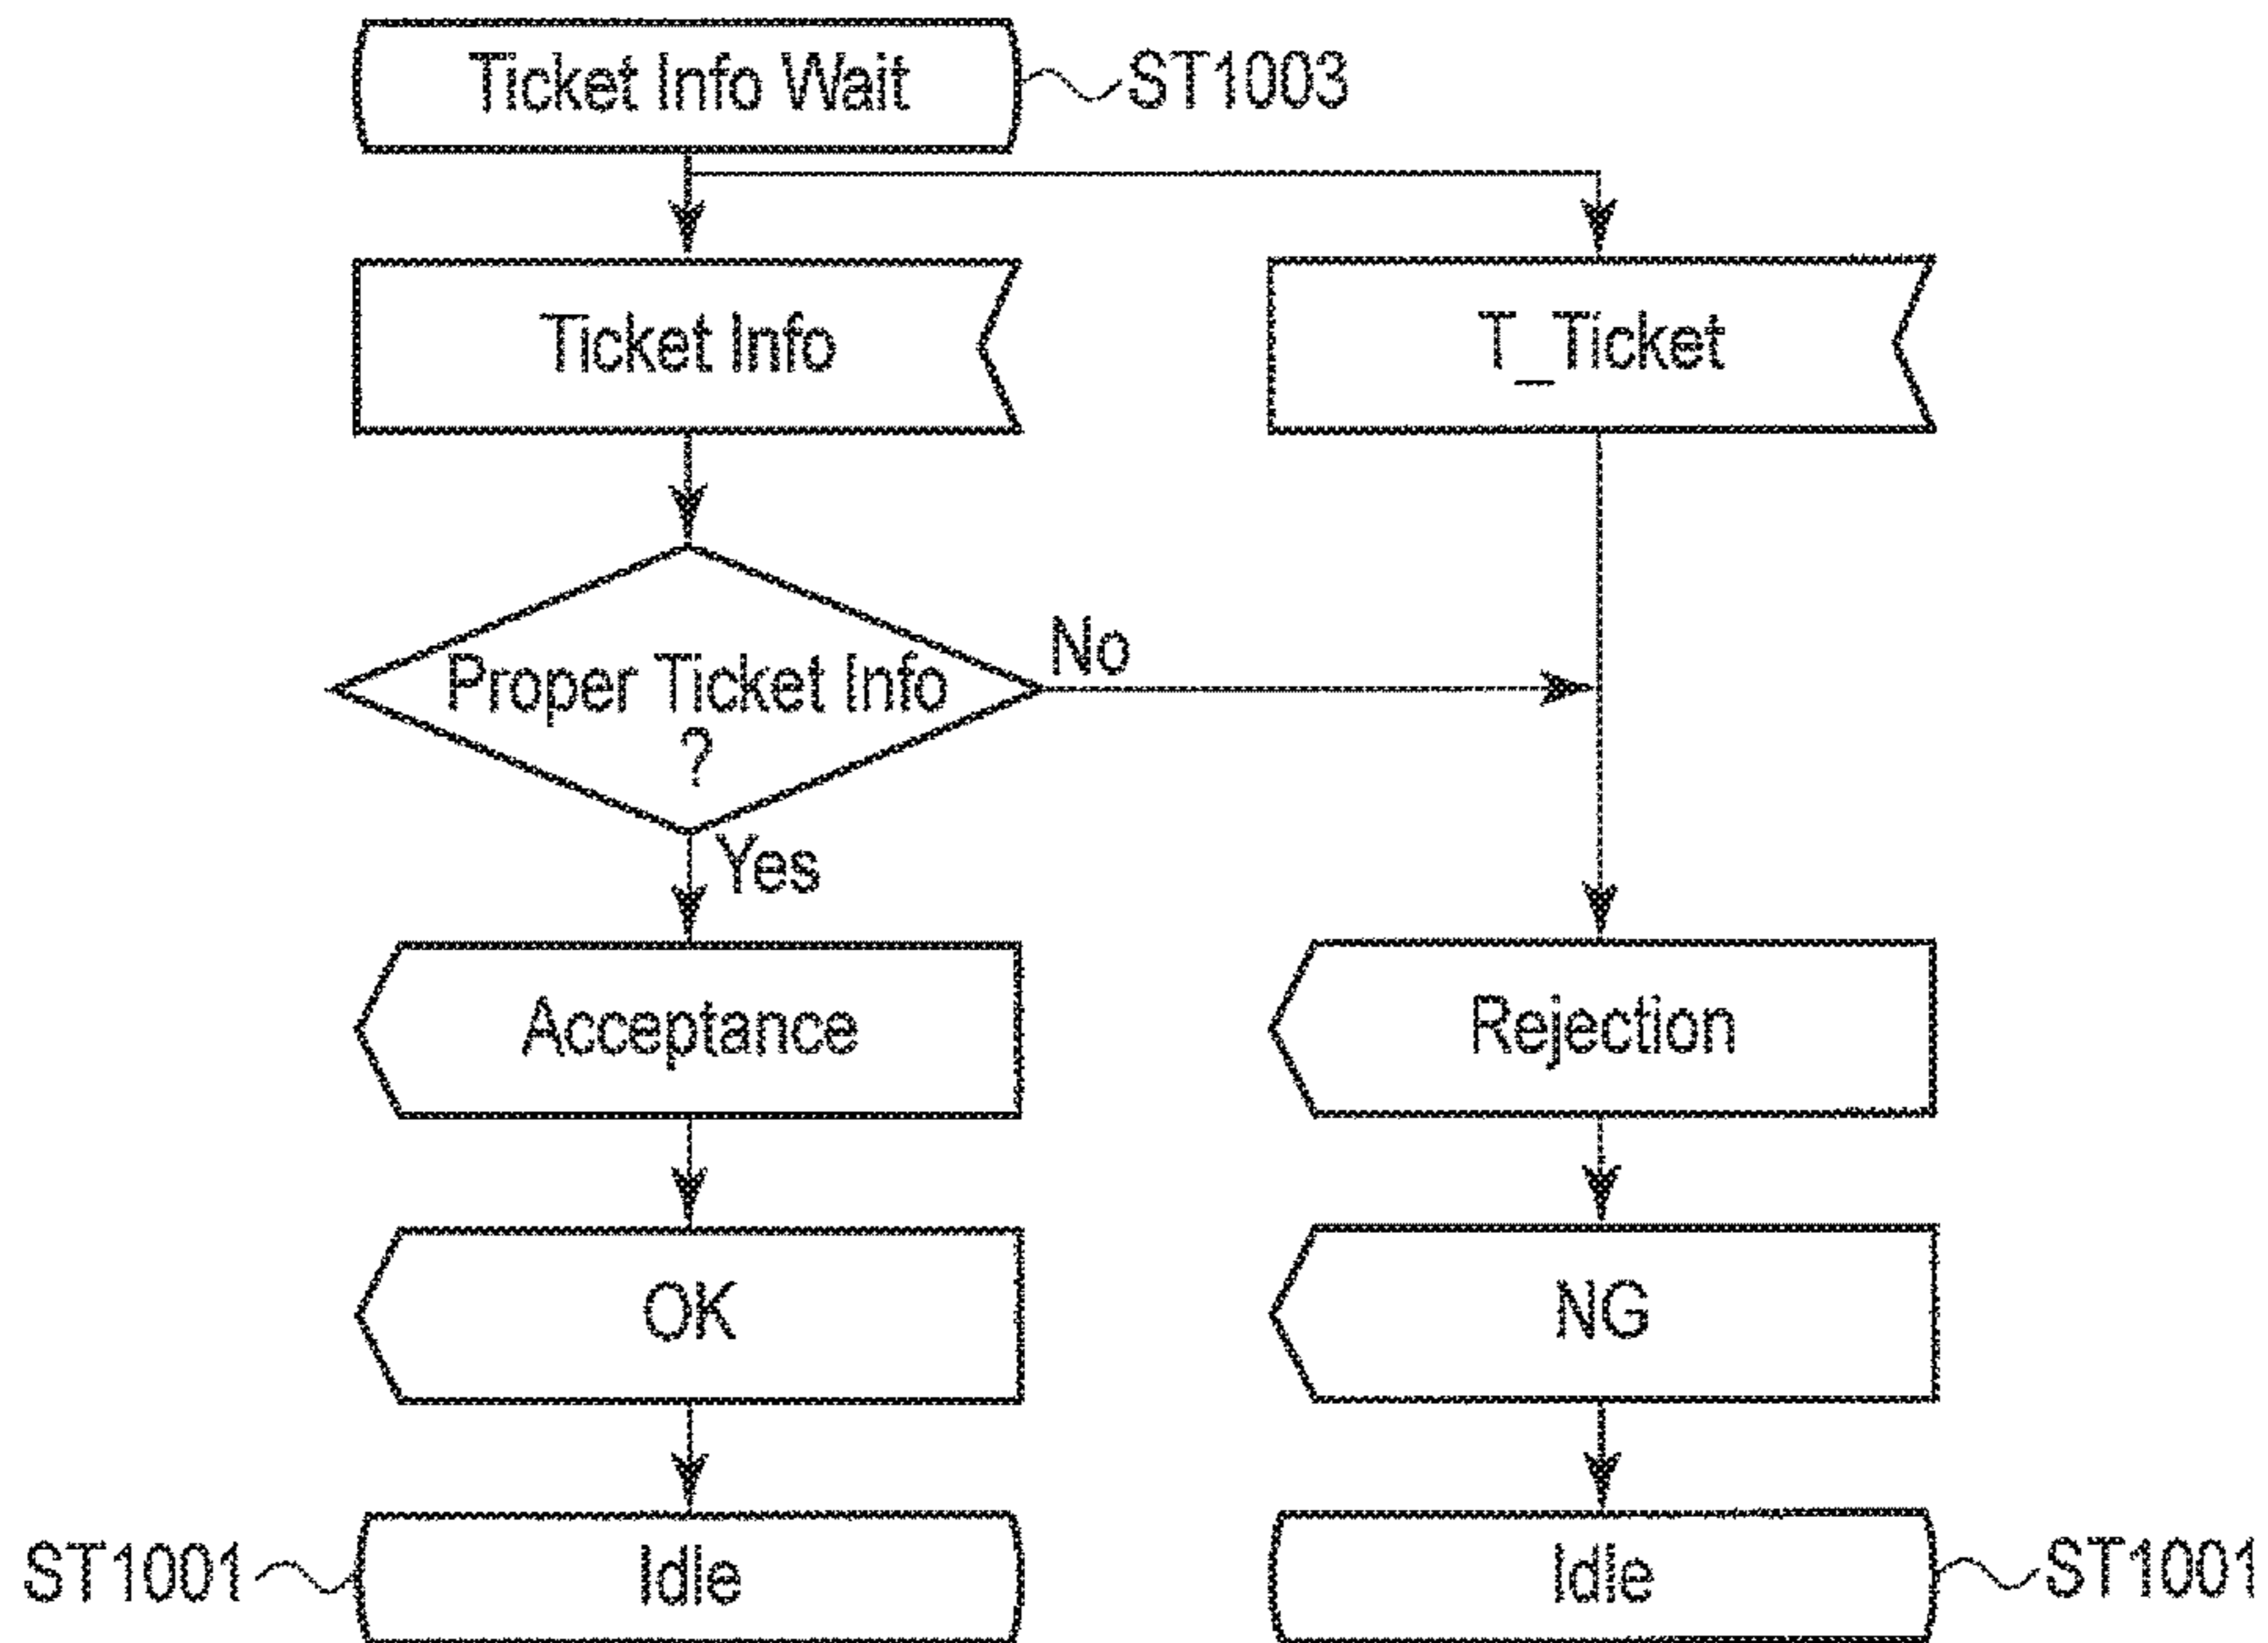 Ticket Info Wait
ST1003
Ticket Info
T_Ticket
Proper Ticket Info
?
No
Yes
Acceptance
Rejection
OK
NG
ST1001
Idle
Idle
ST1001